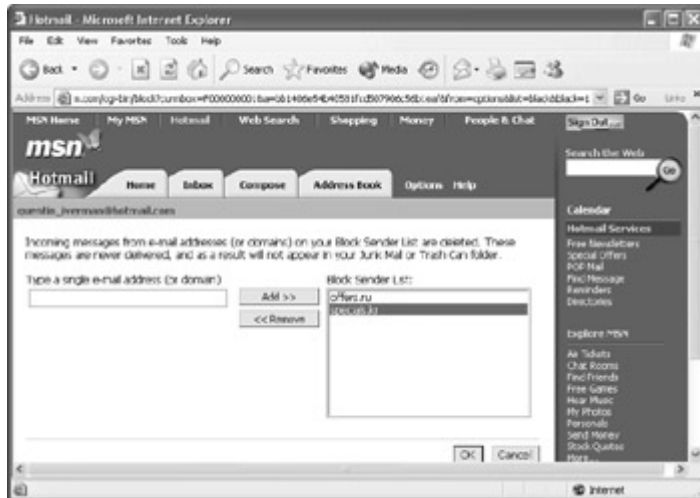 Hotmail - Microsoft Internet Explorer
File Edit View Favorites Tools Help
Back Search Favorites Media
Address Go Links
MSN Home My MSN Hotmail Web Search Shopping Money People & Chat
Sign Out
msn
Search the Web
Go
Hotmail Home Inbox Compose Address Book Options Help
Calendar
Hotmail Services
Free Newsletters
Special Offers
POP Mail
Find Message
Reminders
Directories
Explore MSN
Air Tickets
Chat Rooms
Find Friends
Free Games
Hear Music
My Photos
Personals
Send Money
Stock Quotes
More...
Incoming messages from e-mail addresses (or domains) on your Block Sender List are deleted. These
messages are never delivered, and as a result will not appear in your Junk Mail or Trash Can folder.
Type a single e-mail address (or domain)
Add >>
<< Remove
Block Sender List:
offers.ru
OK Cancel
Internet